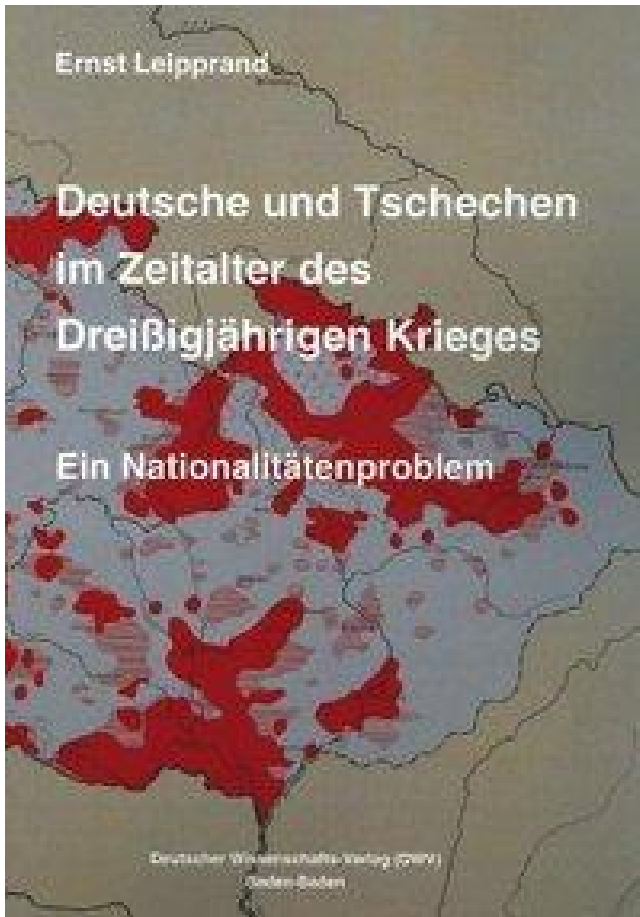 Ernst Leipprand
Deutsche und Tschechen
im Zeitalter des
Dreißigjährigen Krieges
Ein Nationalitätenproblem
Deutscher Wissenschafts-Verlag (DWV)
Baden-Baden